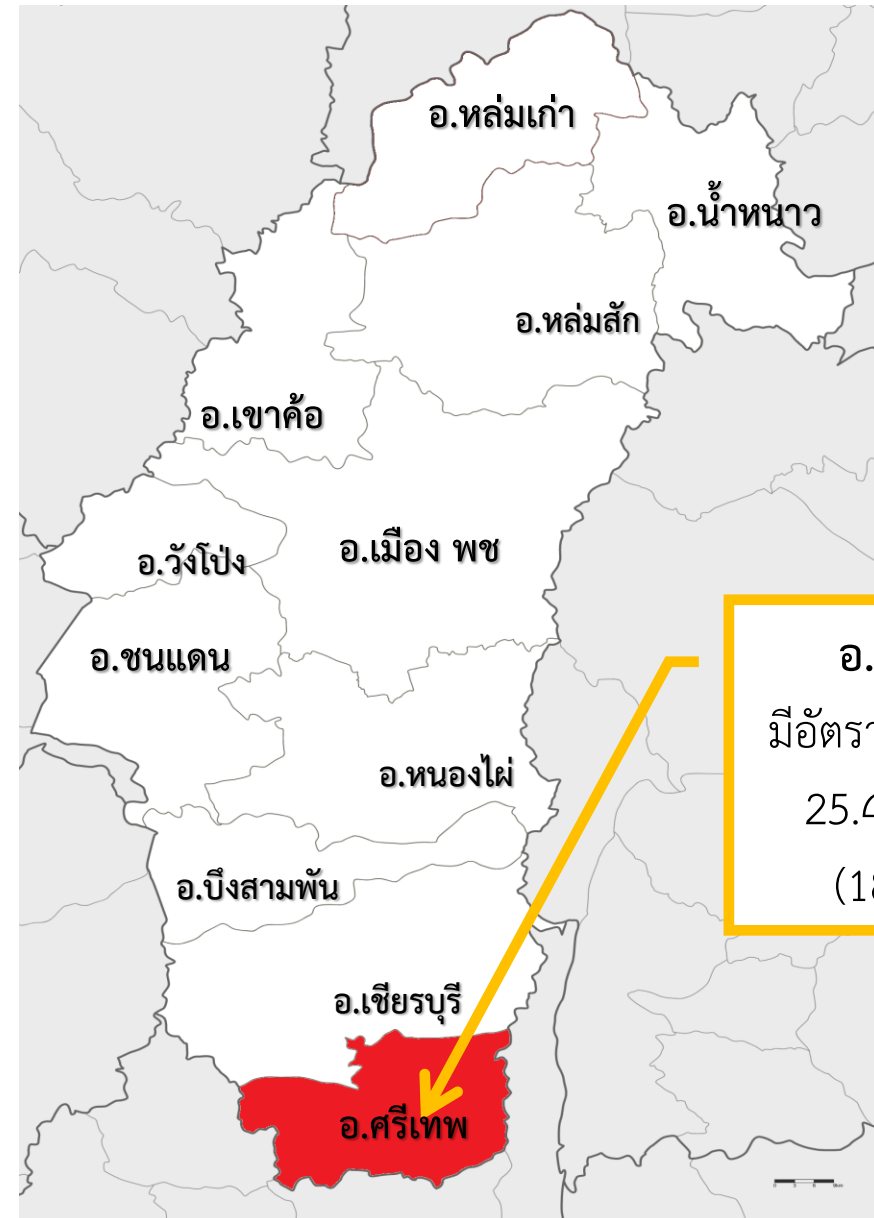 อ.หล่มเก่า
อ.น้ำหนาว
อ.หล่มสัก
อ.เขาค้อ
อ.เมือง พช
อ.วังโป่ง
อ.ชนแดน
อ.
มีอัตรา
25.4
(18
อ.หนองไผ่
อ.บึงสามพัน
อ.เชียรบุรี
อ.ศรีเทพ